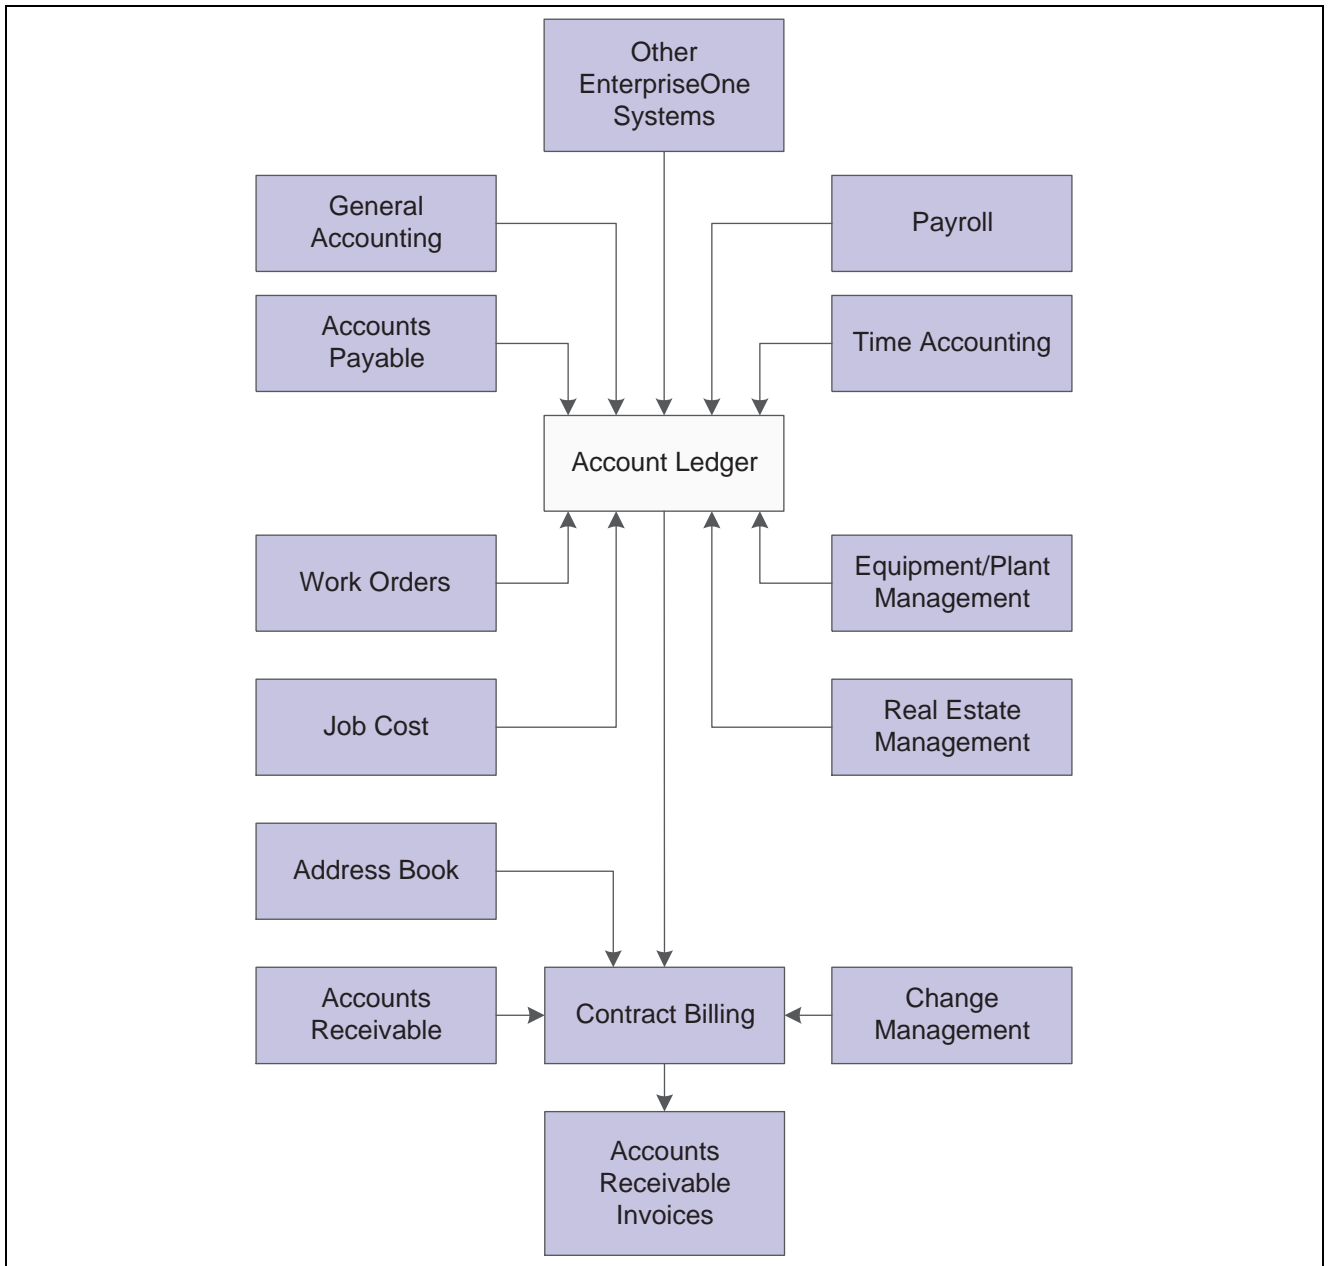 Other
EnterpriseOne
Systems
General
Accounting
Payroll
Accounts
Payable
Time Accounting
Account Ledger
Work Orders
Equipment/Plant
Management
Job Cost
Real Estate
Management
Address Book
Accounts
Receivable
Contract Billing
Change
Management
Accounts
Receivable
Invoices